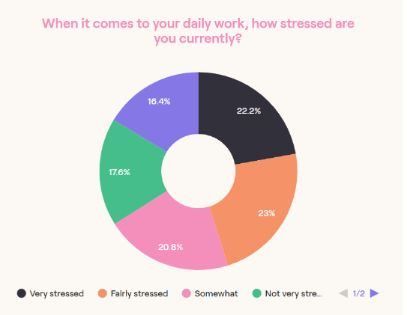 When it comes to your daily work, how stressed are
you currently?
16.4%
22.2%
17.6%
23%
20.8%
Very stressed
Fairly stressed
Somewhat
Not very stre...
1/2